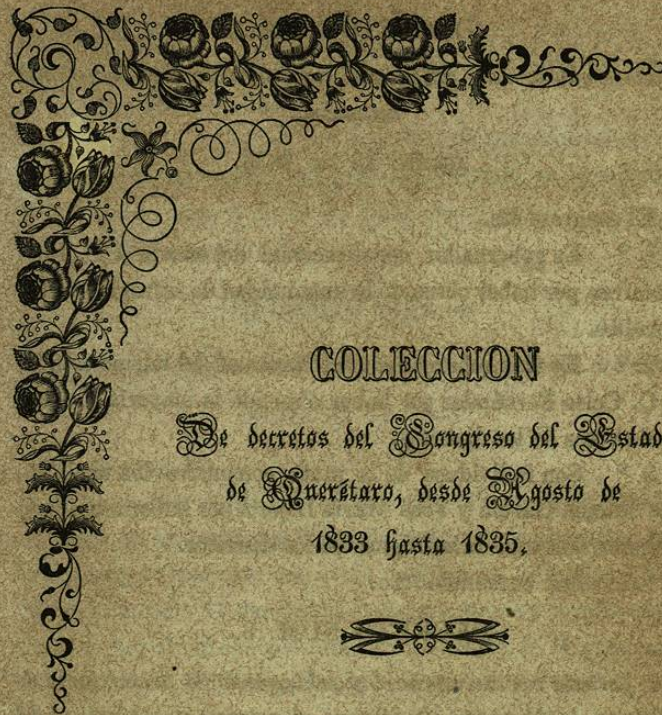 COLECCION
De decretos del Congreso del Estad
de Querétaro, desde Agosto de
1833 hasta 1835.